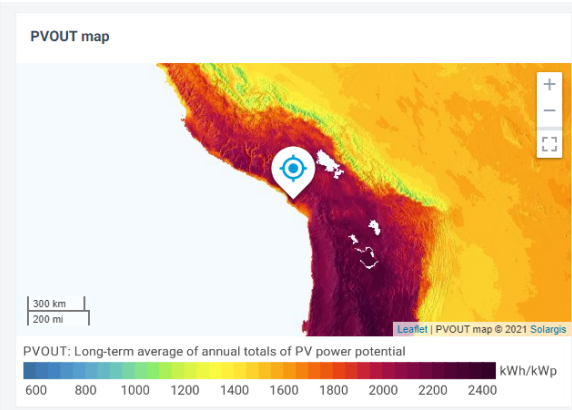 PVOUT map
+
−
300 km
200 mi
Leaflet | PVOUT map © 2021 Solargis
PVOUT: Long-term average of annual totals of PV power potential
kWh/kWp
600 800 1000 1200 1400 1600 1800 2000 2200 2400